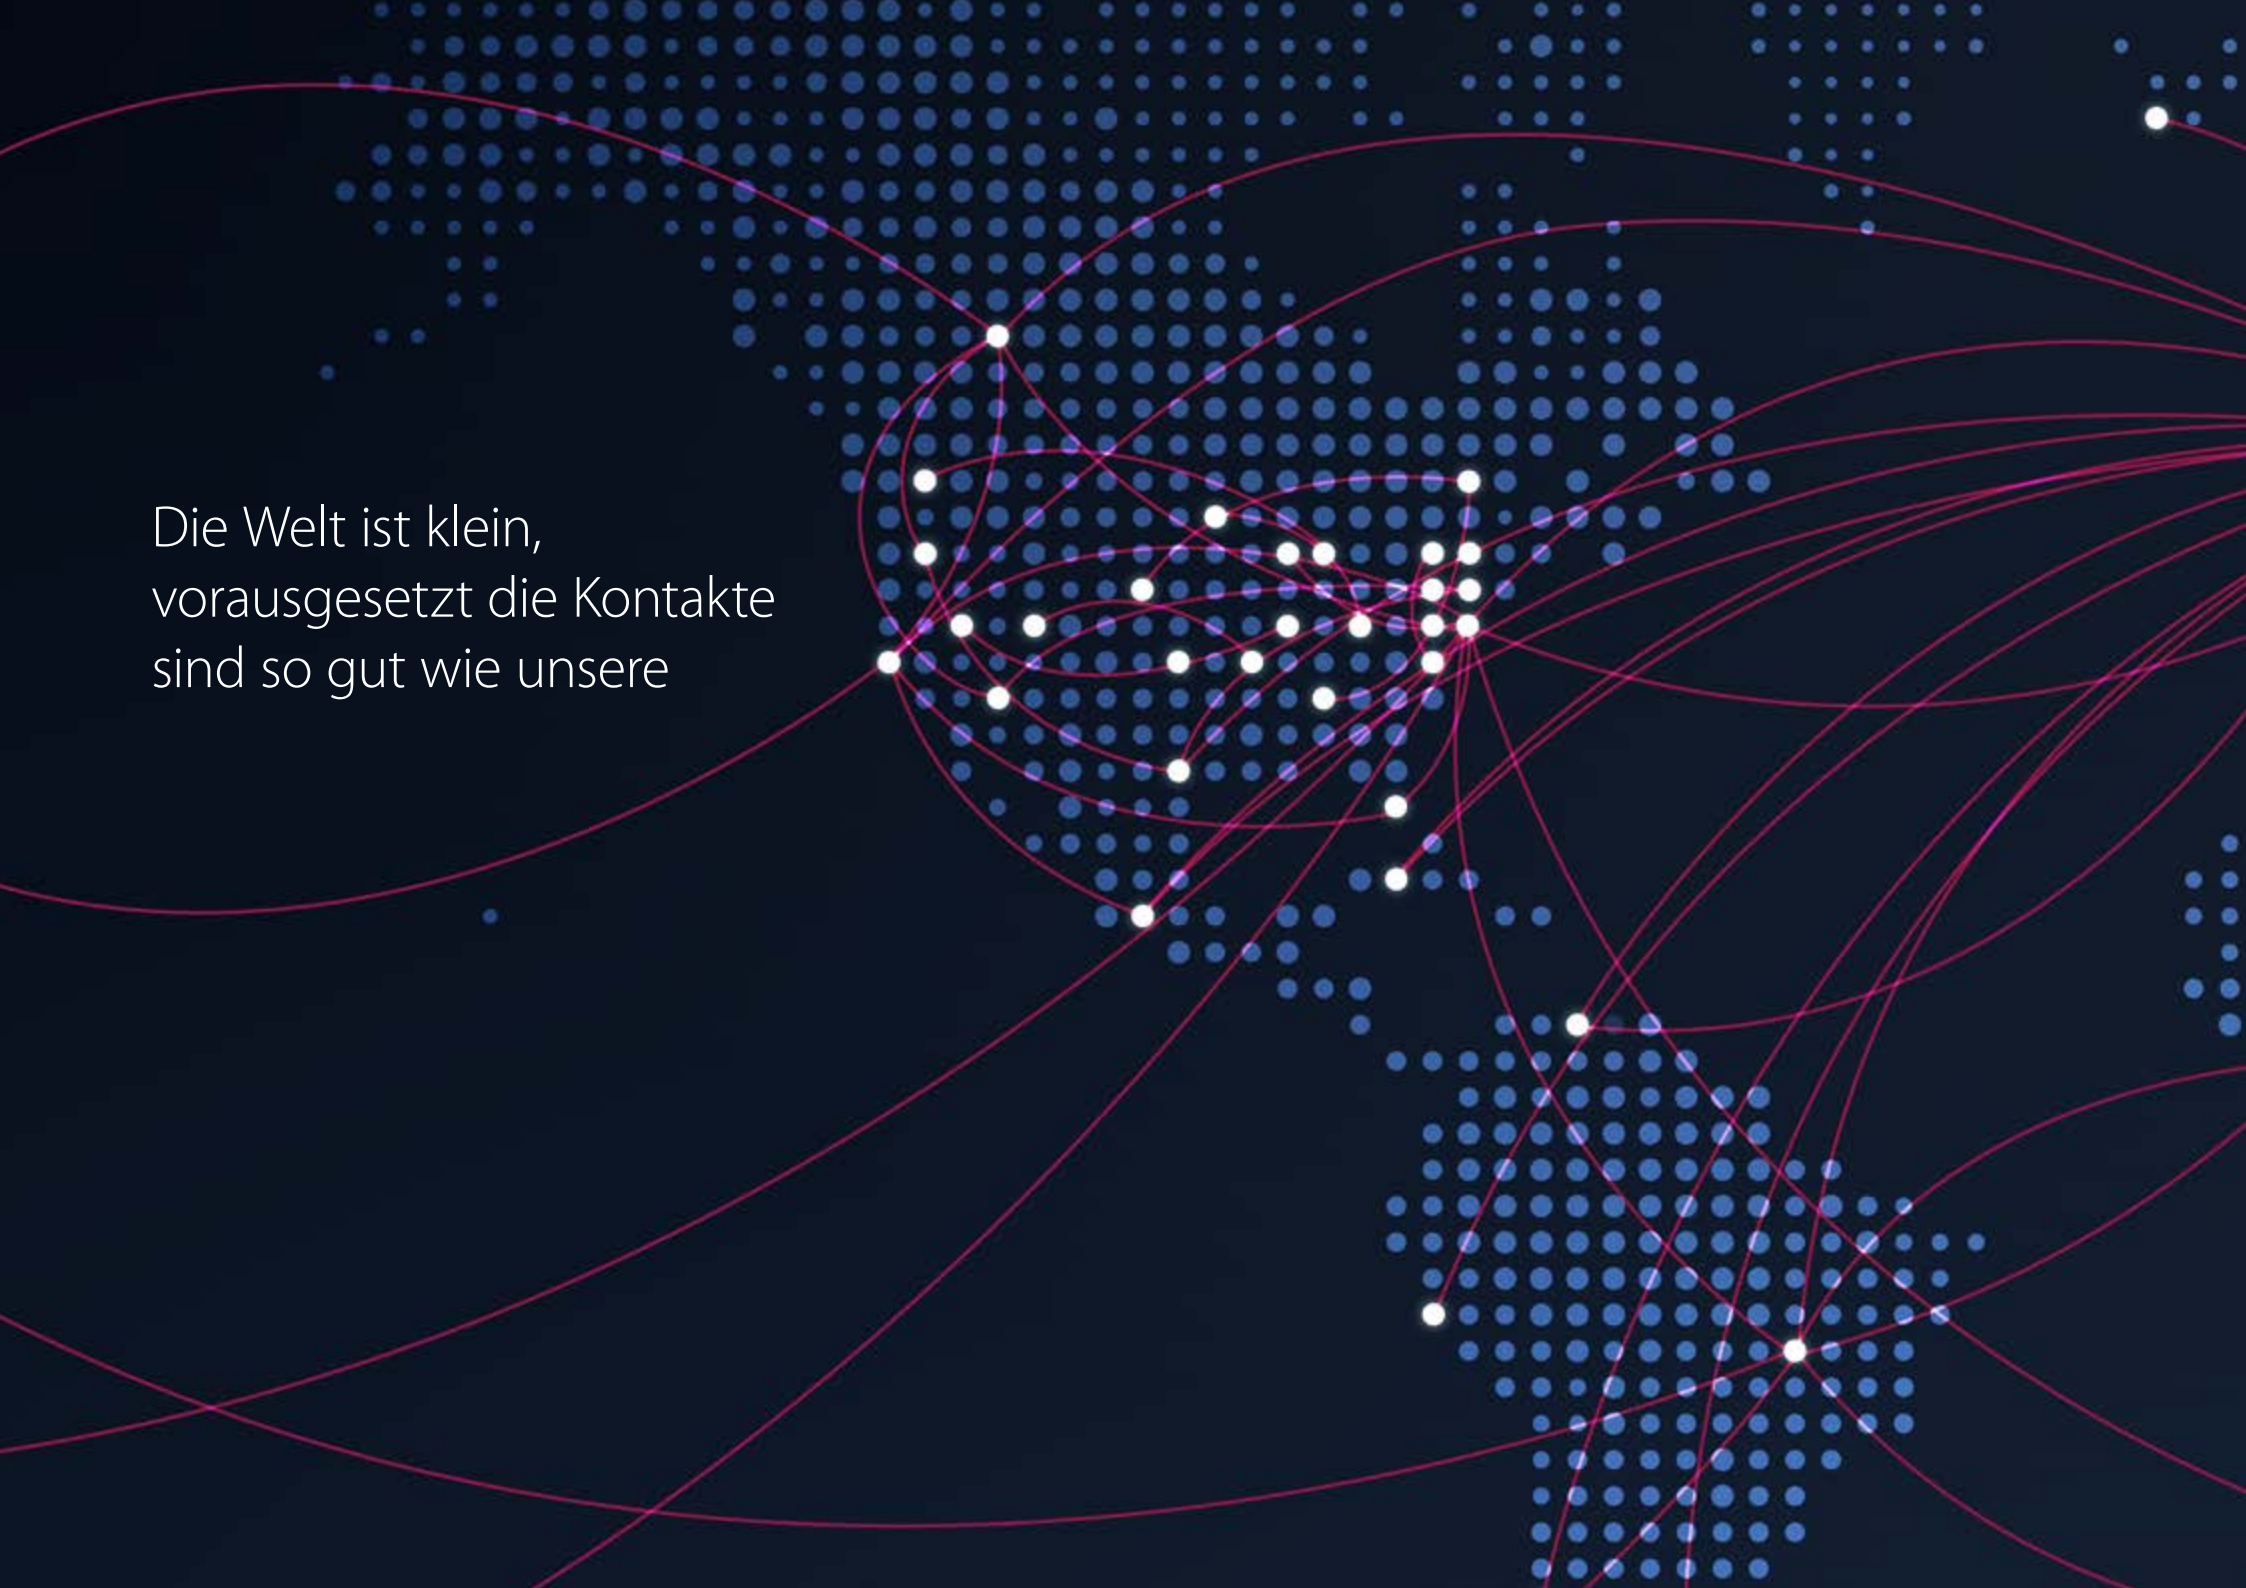 Die Welt ist klein,
vorausgesetzt die Kontakte
sind so gut wie unsere